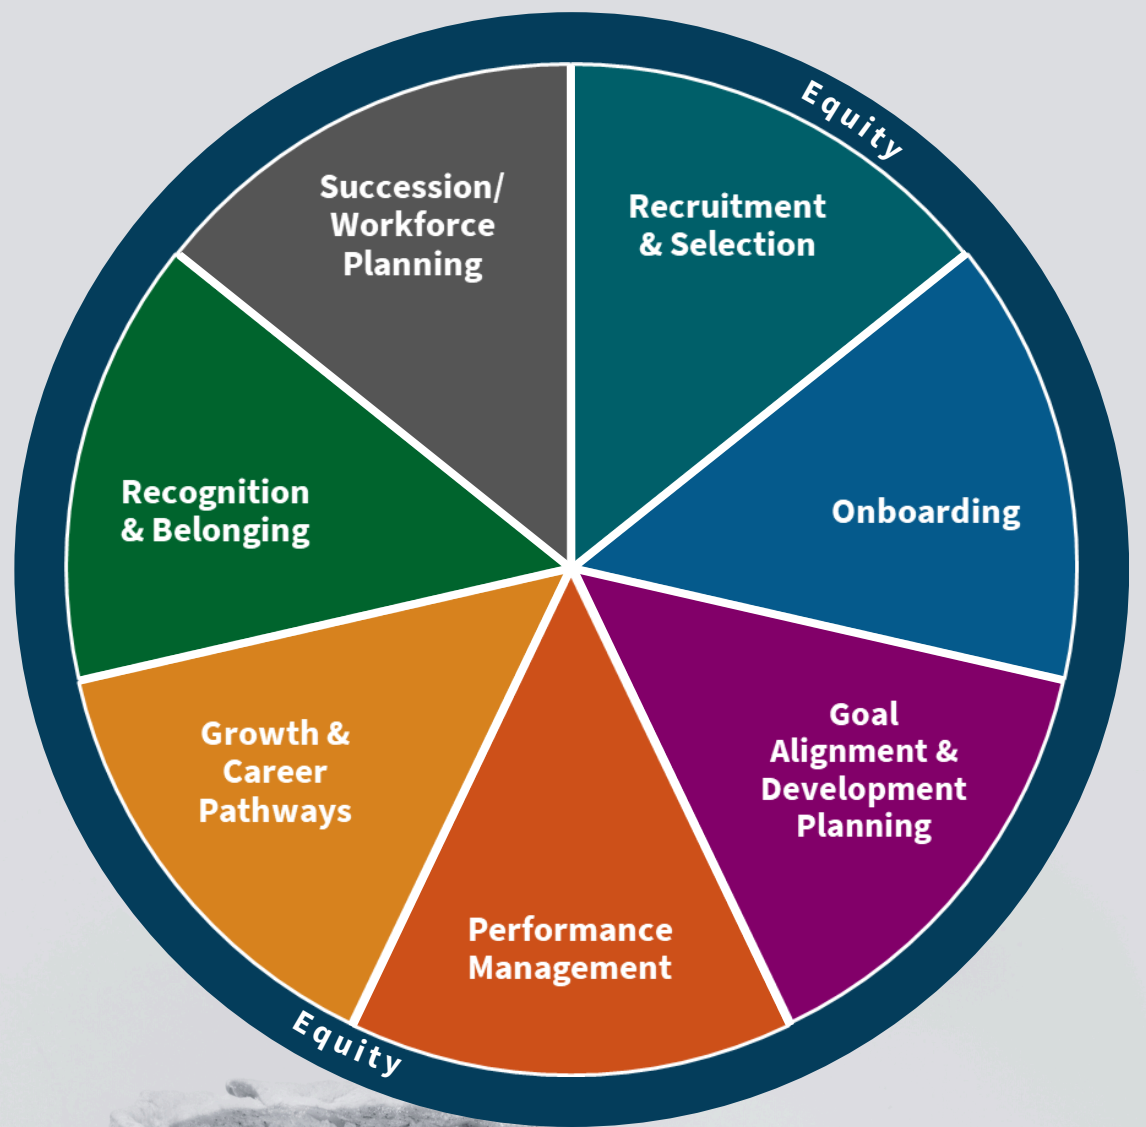 Equity
Recruitment
& Selection
Onboarding
Goal
Alignment &
Development
Planning
Performance
Management
Growth &
Career
Pathways
Recognition
& Belonging
Succession/
Workforce
Planning
Equity